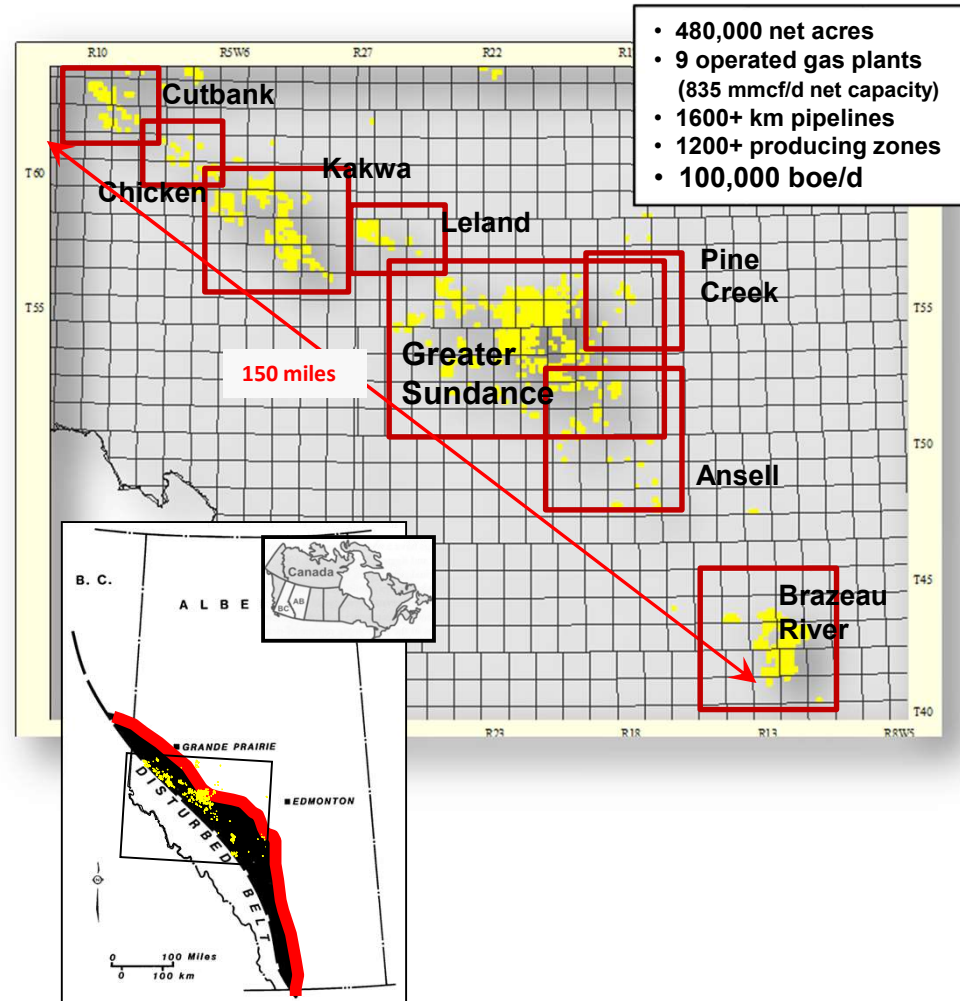 • 480,000 net acres
• 9 operated gas plants
(835 mmcf/d net capacity)
• 1600+ km pipelines
• 1200+ producing zones
• 100,000 boe/d
R10
R5W6
R27
R22
Cutbank
T60
Kakwa
Chicken
Leland
Pine
Creek
T55
T55
Greater
Sundance
150 miles
T50
Ansell
T45
Brazeau
River
T40
R23
R18
R13
R8W5
Canada
BC
AB
B. C.
GRANDE PRAIRIE
EDMONTON
DISTURBED BELT
0 100 Miles
0 100 km